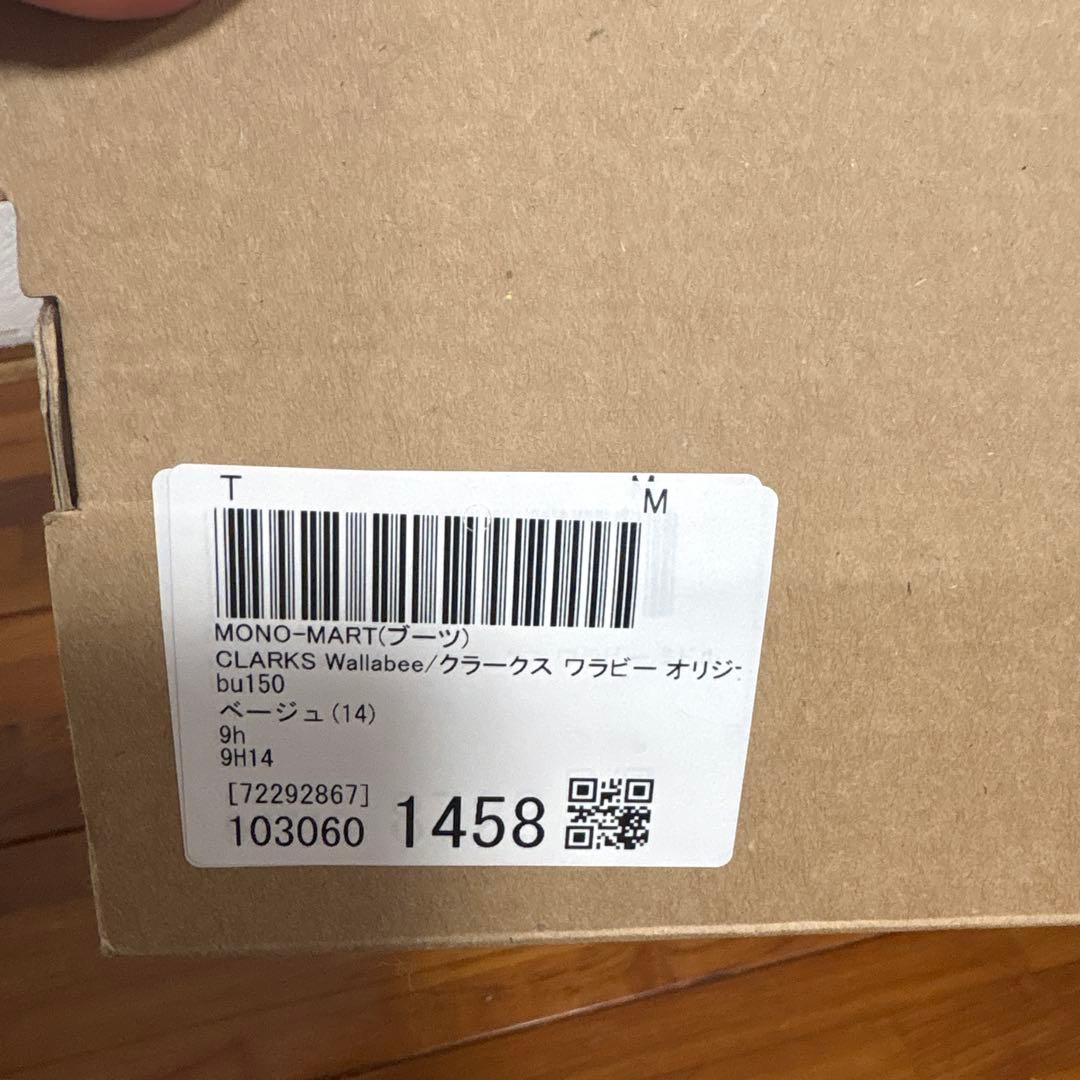 T M
MONO-MART(ブーツ)
CLARKS Wallabee/クラークス ワラビー オリジ
bu150
ベージュ(14)
9h
9H14
[72292867]
103060 1458